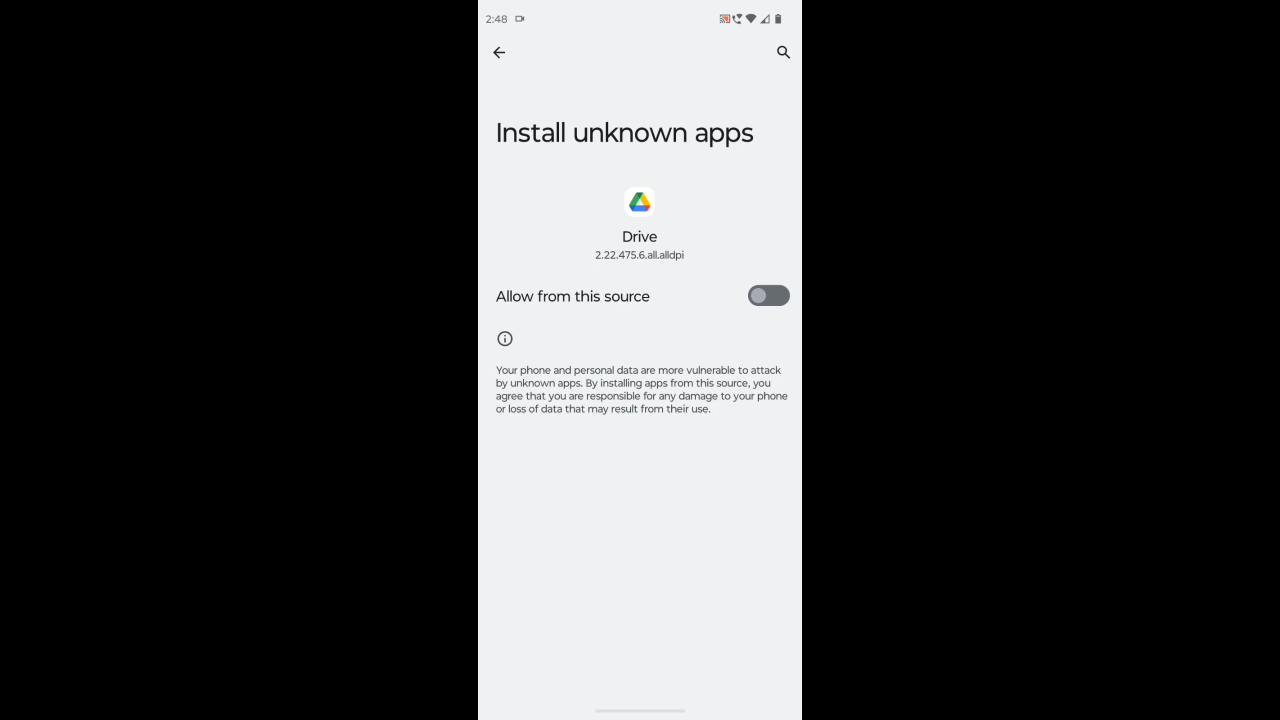 2:48
Install unknown apps
Drive
2.22.475.6.all.alldpi
Allow from this source
Your phone and personal data are more vulnerable to attack
by unknown apps. By installing apps from this source, you
agree that you are responsible for any damage to your phone
or loss of data that may result from their use.